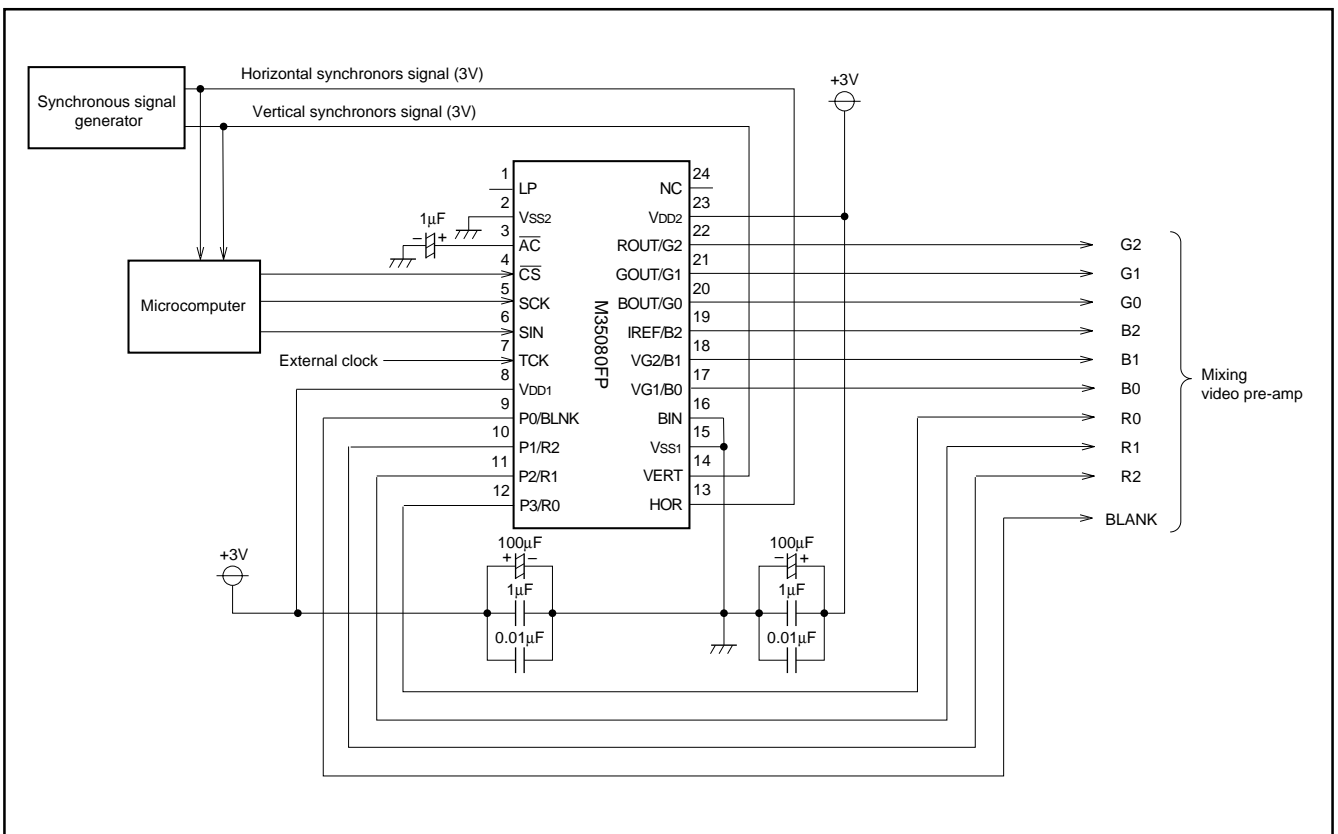 Horizontal synchronors signal (3V)
+3V
Synchronous signal
generator
Vertical synchronors signal (3V)
1
LP
2
VSS2
1μF
− +
3
AC
4
CS
5
SCK
6
SIN
7
TCK
8
VDD1
9
P0/BLNK
10
P1/R2
11
P2/R1
12
P3/R0
M35080FP
24
NC
23
VDD2
22
ROUT/G2
21
GOUT/G1
20
BOUT/G0
19
IREF/B2
18
VG2/B1
17
VG1/B0
16
BIN
15
VSS1
14
VERT
13
HOR
Microcomputer
External clock
G2
G1
G0
B2
B1
B0
R0
R1
R2
BLANK
Mixing
video pre-amp
+3V
100μF
+ −
1μF
0.01μF
100μF
− +
1μF
0.01μF